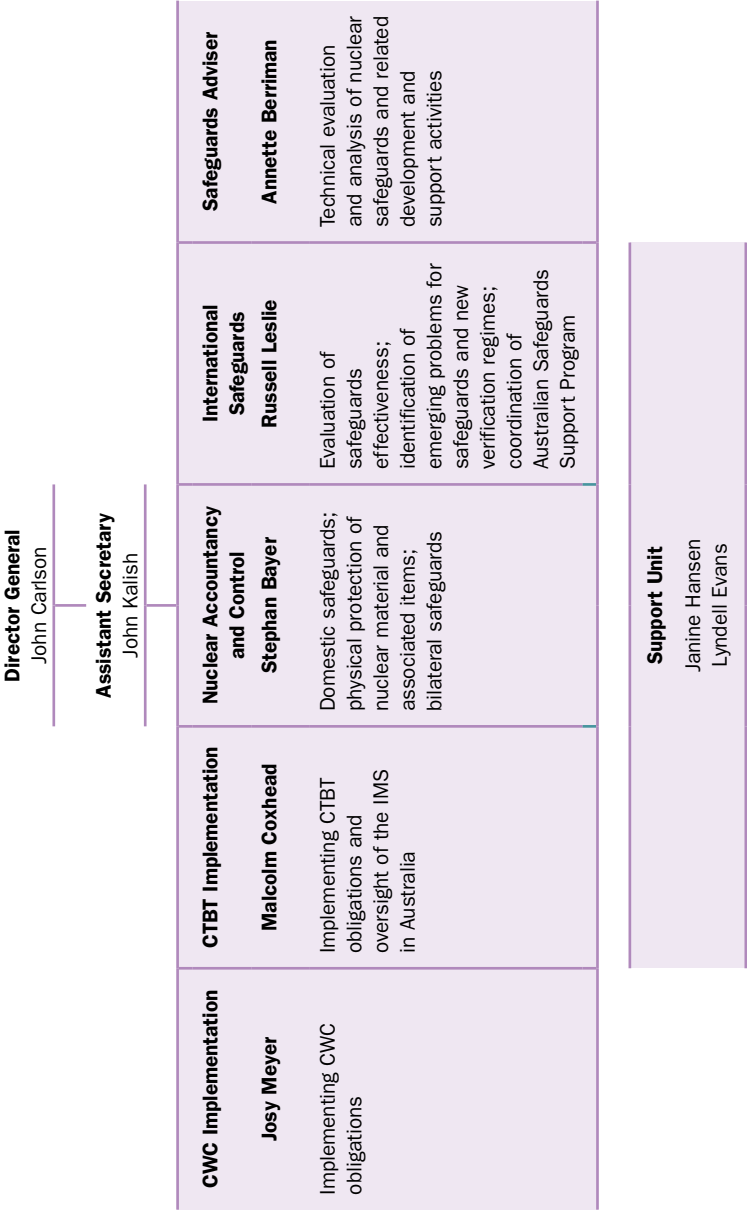 Director General
John Carlson
Assistant Secretary
John Kalish
CWC Implementation
Josy Meyer
Implementing CWC
obligations
CTBT Implementation
Malcolm Coxhead
Implementing CTBT
obligations and
oversight of the IMS
in Australia
Nuclear Accountancy
and Control
Stephan Bayer
Domestic safeguards;
physical protection of
nuclear material and
associated items;
bilateral safeguards
International
Safeguards
Russell Leslie
Evaluation of
safeguards
effectiveness;
identification of
emerging problems for
safeguards and new
verification regimes;
coordination of
Australian Safeguards
Support Program
Safeguards Adviser
Annette Berriman
Technical evaluation
and analysis of nuclear
safeguards and related
development and
support activities
Support Unit
Janine Hansen
Lyndell Evans